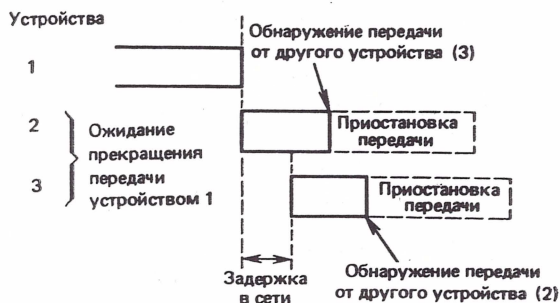 Устройства
Обнаружение передачи
от другого устройства (3)
1
2
Приостановка
передачи
Ожидание
прекращения
передачи
устройством 1
3
Приостановка
передачи
Задержка
в сети
Обнаружение передачи
от другого устройства (2)